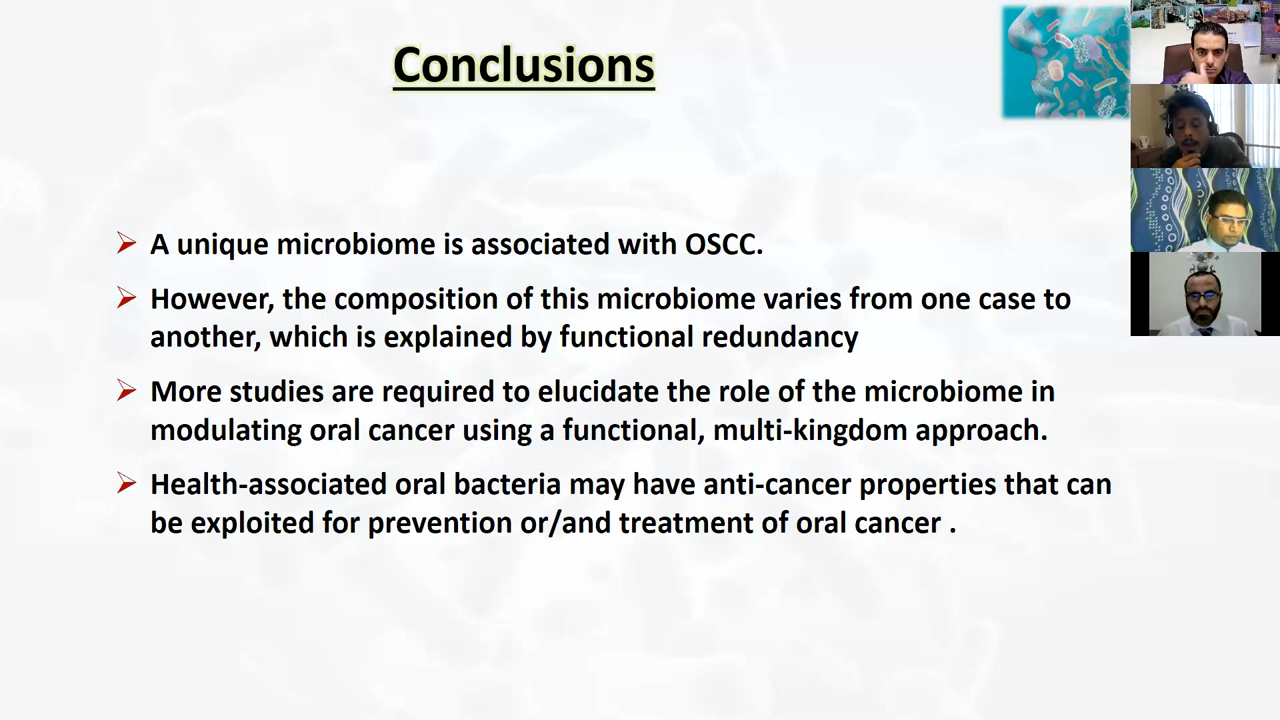 Conclusions
A unique microbiome is associated with OSCC.
However, the composition of this microbiome varies from one case to
another, which is explained by functional redundancy
More studies are required to elucidate the role of the microbiome in
modulating oral cancer using a functional, multi-kingdom approach.
Health-associated oral bacteria may have anti-cancer properties that can
be exploited for prevention or/and treatment of oral cancer .